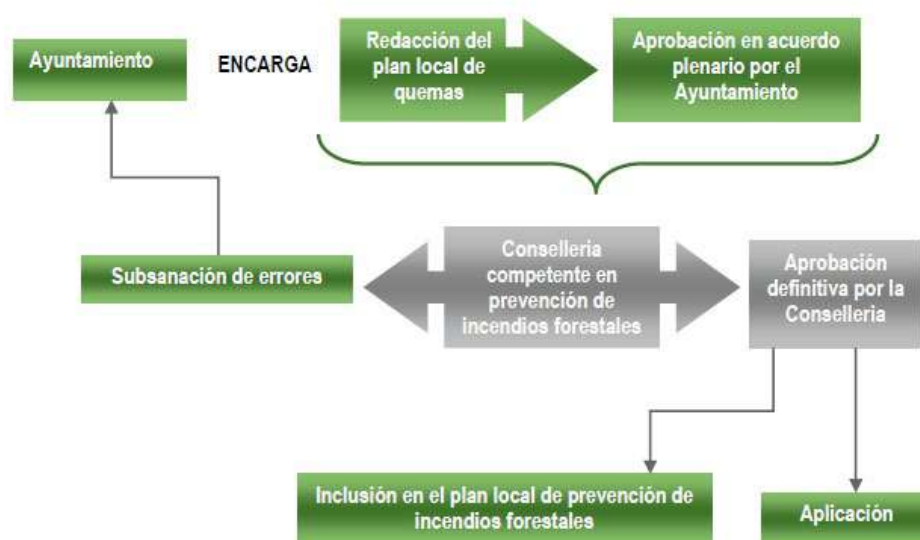 Ayuntamiento
ENCARGA
Redacción del
plan local de
quemas
Aprobación en acuerdo
plenario por el
Ayuntamiento
Subsanación de errores
Conselleria
competente en
prevención de
incendios forestales
Aprobación
definitiva por la
Conselleria
Inclusión en el plan local de prevención de
incendios forestales
Aplicación